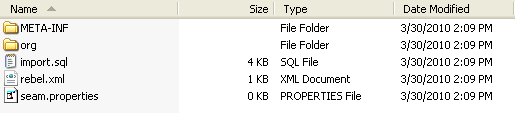 Name Size Type Date Modified
META-INF File Folder 3/30/2010 2:09 PM
org File Folder 3/30/2010 2:09 PM
import.sql 4 KB SQL File 3/30/2010 2:09 PM
rebel.xml 1 KB XML Document 3/30/2010 2:09 PM
seam.properties 0 KB PROPERTIES File 3/30/2010 2:09 PM